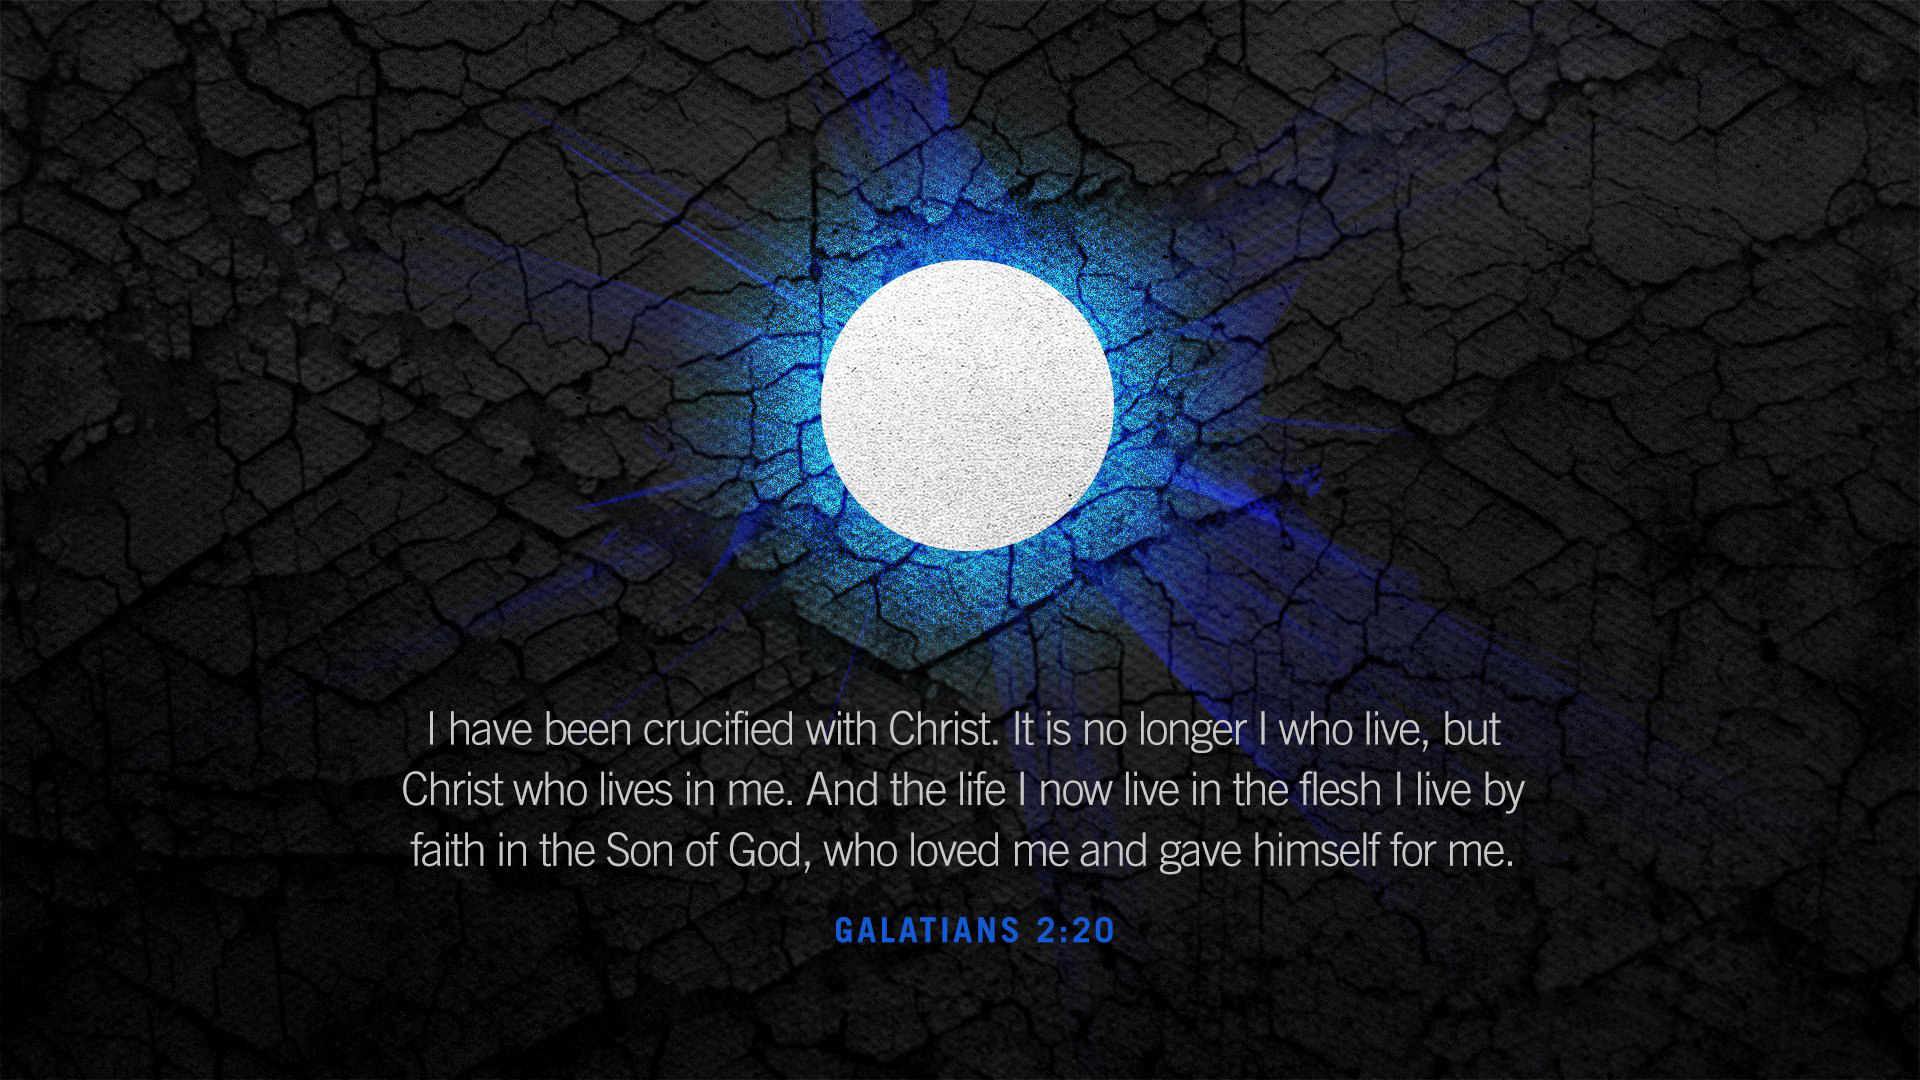 I have been crucified with Christ. It is no longer I who live, but
Christ who lives in me. And the life I now live in the flesh I live by
faith in the Son of God, who loved me and gave himself for me.
GALATIANS 2:20